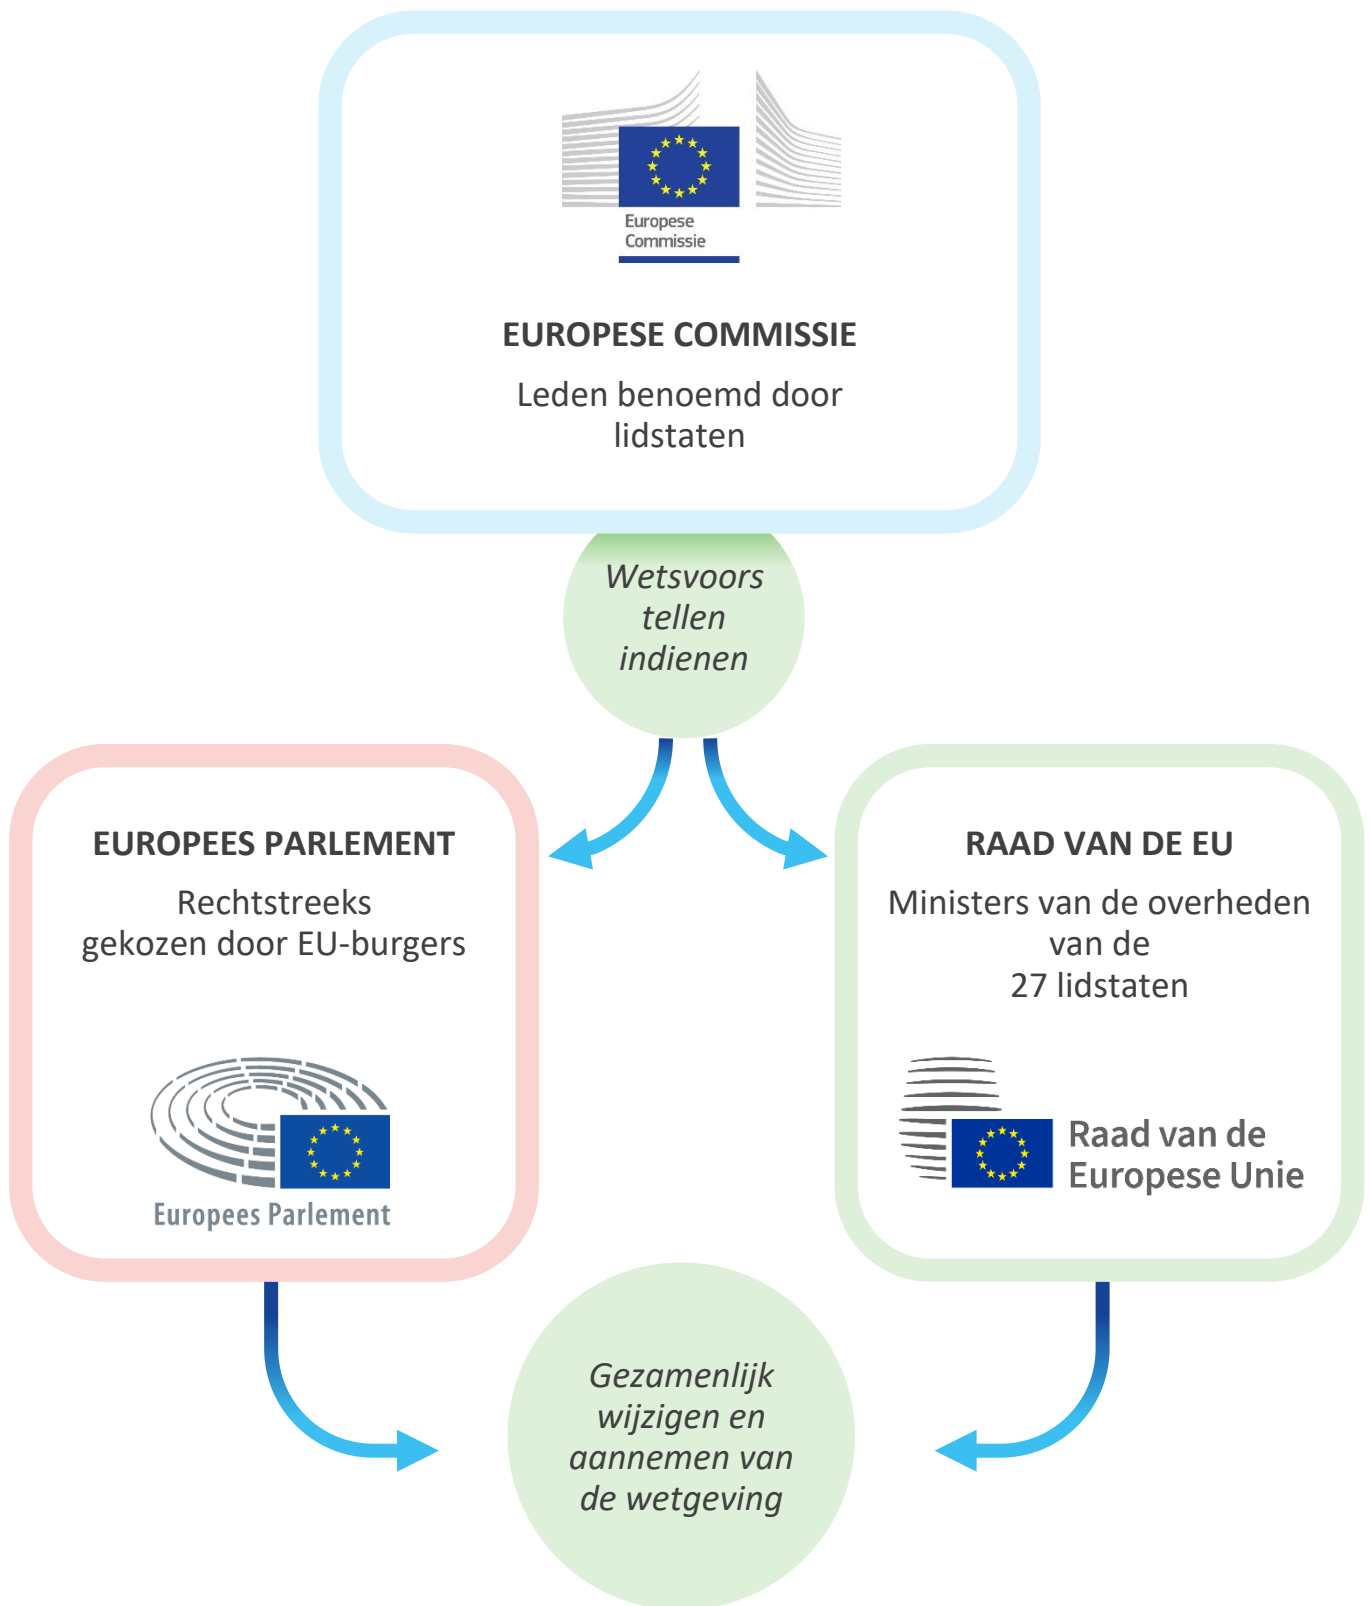 Europese
Commissie
EUROPESE COMMISSIE
Leden benoemd door
lidstaten
Wetsvoors
tellen
indienen
EUROPEES PARLEMENT
Rechtstreeks
gekozen door EU-burgers
Europees Parlement
RAAD VAN DE EU
Ministers van de overheden
van de
27 lidstaten
Raad van de
Europese Unie
Gezamenlijk
wijzigen en
aannemen van
de wetgeving